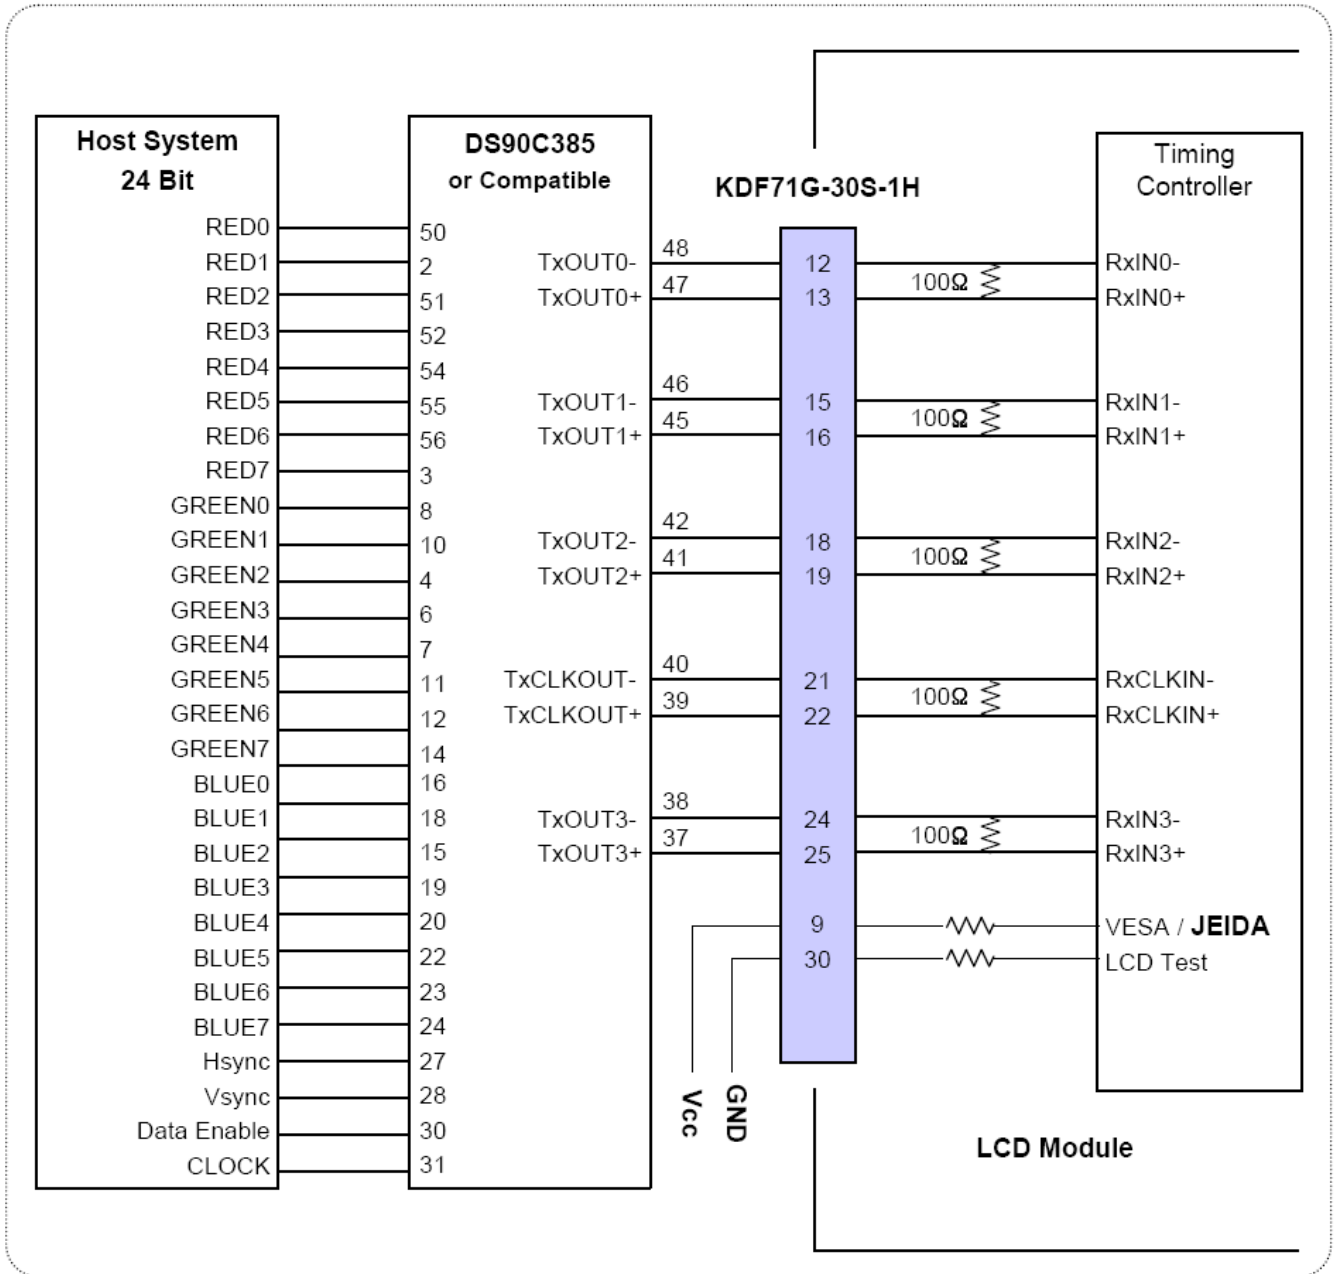 Host System
24 Bit
RED0
RED1
RED2
RED3
RED4
RED5
RED6
RED7
GREEN0
GREEN1
GREEN2
GREEN3
GREEN4
GREEN5
GREEN6
GREEN7
BLUE0
BLUE1
BLUE2
BLUE3
BLUE4
BLUE5
BLUE6
BLUE7
Hsync
Vsync
Data Enable
CLOCK
DS90C385
or Compatible
50
2
51
52
54
55
56
3
8
10
4
6
7
11
12
14
16
18
15
19
20
22
23
24
27
28
30
31
TxOUT0-
TxOUT0+
TxOUT1-
TxOUT1+
TxOUT2-
TxOUT2+
TxCLKOUT-
TxCLKOUT+
TxOUT3-
TxOUT3+
48
47
46
45
42
41
40
39
38
37
Vcc
GND
KDF71G-30S-1H
12
13
15
16
18
19
21
22
24
25
9
30
100Ω
100Ω
100Ω
100Ω
100Ω
Timing
Controller
RxIN0-
RxIN0+
RxIN1-
RxIN1+
RxIN2-
RxIN2+
RxCLKIN-
RxCLKIN+
RxIN3-
RxIN3+
VESA / JEIDA
LCD Test
LCD Module